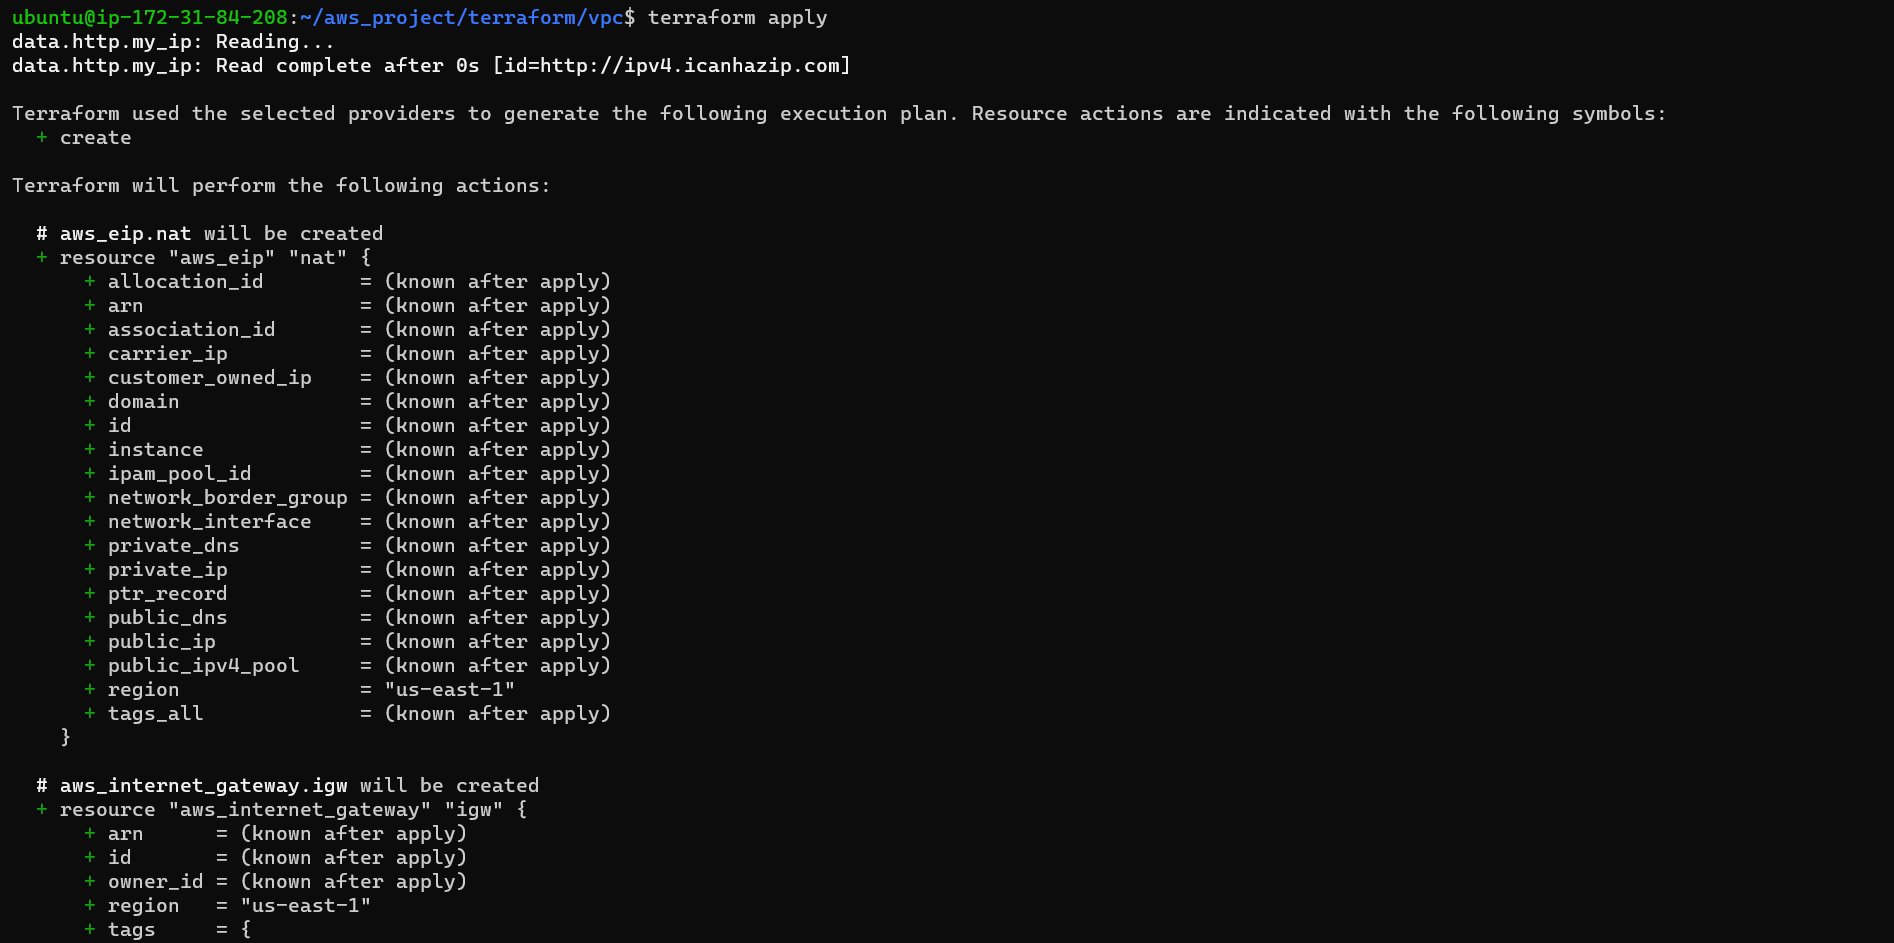 ubuntu@ip-172-31-84-208:~/aws_project/terraform/vpc$ terraform apply
data.http.my_ip: Reading...
data.http.my_ip: Read complete after 0s [id=http://ipv4.icanhazip.com]
Terraform used the selected providers to generate the following execution plan. Resource actions are indicated with the following symbols:
  + create
Terraform will perform the following actions:
  # aws_eip.nat will be created
  + resource "aws_eip" "nat" {
      + allocation_id        = (known after apply)
      + arn                  = (known after apply)
      + association_id       = (known after apply)
      + carrier_ip           = (known after apply)
      + customer_owned_ip    = (known after apply)
      + domain               = (known after apply)
      + id                   = (known after apply)
      + instance             = (known after apply)
      + ipam_pool_id         = (known after apply)
      + network_border_group = (known after apply)
      + network_interface    = (known after apply)
      + private_dns          = (known after apply)
      + private_ip           = (known after apply)
      + ptr_record           = (known after apply)
      + public_dns           = (known after apply)
      + public_ip            = (known after apply)
      + public_ipv4_pool     = (known after apply)
      + region               = "us-east-1"
      + tags_all             = (known after apply)
    }
  # aws_internet_gateway.igw will be created
  + resource "aws_internet_gateway" "igw" {
      + arn      = (known after apply)
      + id       = (known after apply)
      + owner_id = (known after apply)
      + region   = "us-east-1"
      + tags     = {